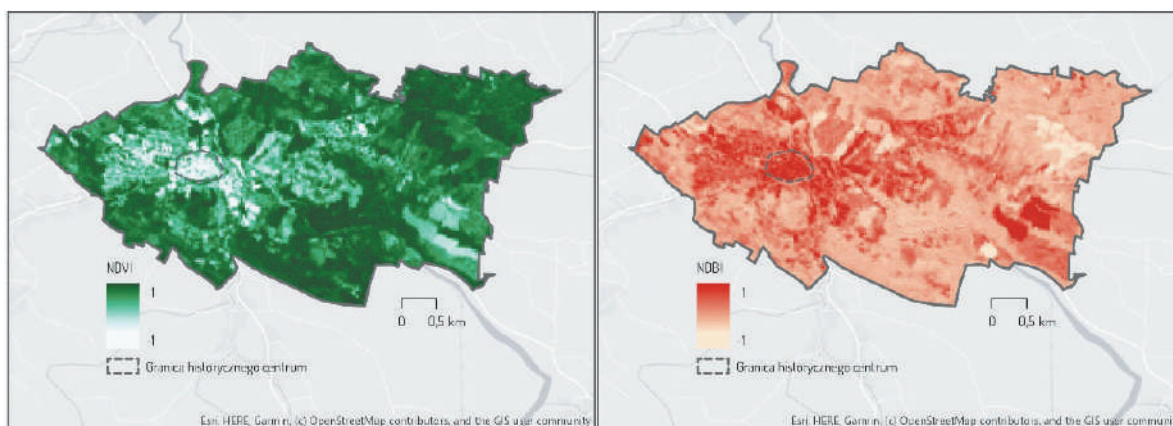 NDVI
1
-1
0 0,5 km
Granica historycznego centrum
Esri, HERE, Garmin, (c) OpenStreetMap contributors, and the GIS user community
NDBI
1
-1
0 0,5 km
Granica historycznego centrum
Esri, HERE, Garmin, (c) OpenStreetMap contributors, and the GIS user communit